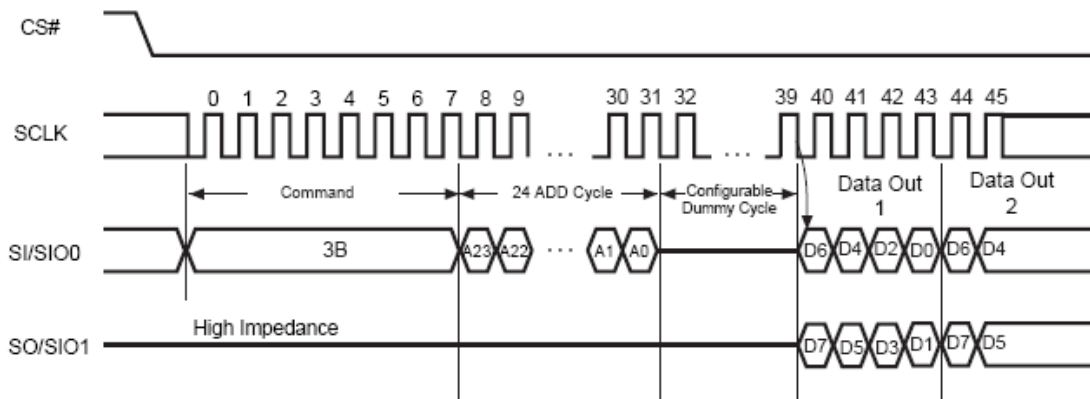 CS#
0 1 2 3 4 5 6 7 8 9 30 31 32 39 40 41 42 43 44 45
SCLK
... ...
Command 24 ADD Cycle Configurable Dummy Cycle Data Out 1 Data Out 2
SI/SIO0 3B A23 A22 ... A1 A0 D6 D4 D2 D0 D6 D4
High Impedance
SO/SIO1 D7 D5 D3 D1 D7 D5